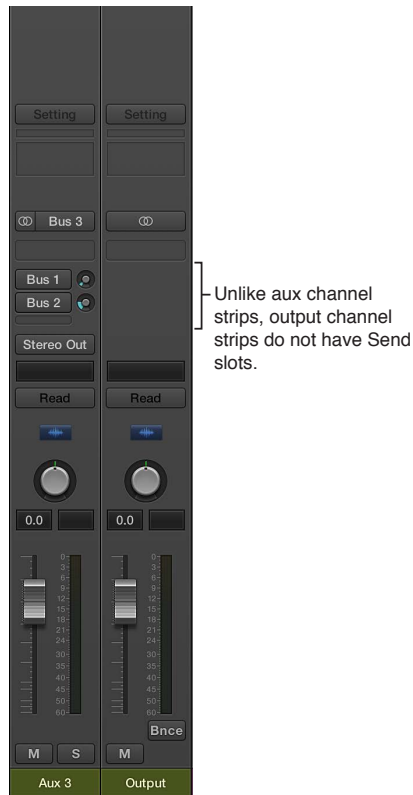 Setting Setting
Bus 3
Bus 1
Bus 2
Unlike aux channel
strips, output channel
strips do not have Send
slots.
Stereo Out
Read Read
0.0 0.0
0 0
3 3
6 6
9 9
12 12
15 15
18 18
21 21
24 24
30 30
35 35
40 40
45 45
50 50
60 60
Bnce
M S M
Aux 3 Output